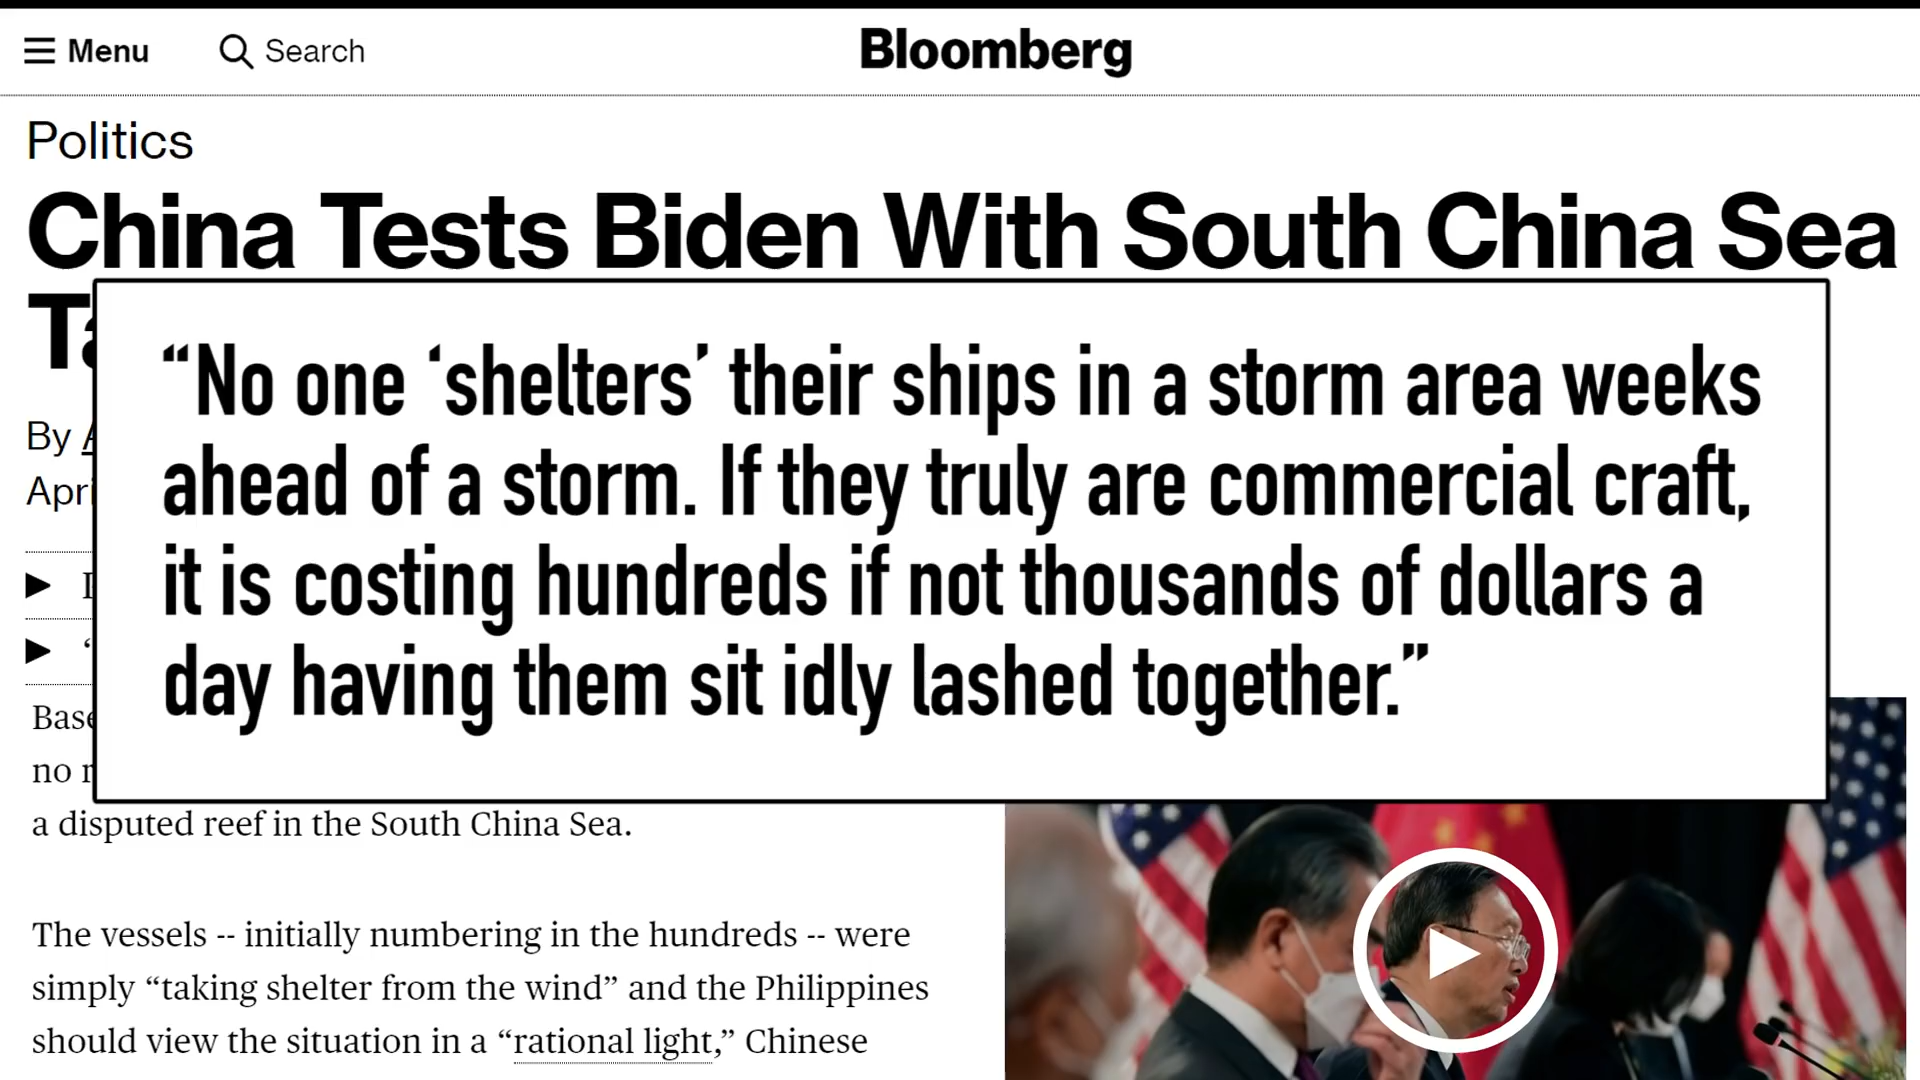 Menu
Search
Bloomberg
Politics
China Tests Biden With South China Sea
“No one ‘shelters’ their ships in a storm area weeks
ahead of a storm. If they truly are commercial craft,
it is costing hundreds if not thousands of dollars a
day having them sit idly lashed together.”
By
no
a disputed reef in the South China Sea.
The vessels -- initially numbering in the hundreds -- were
simply “taking shelter from the wind” and the Philippines
should view the situation in a “rational light,” Chinese